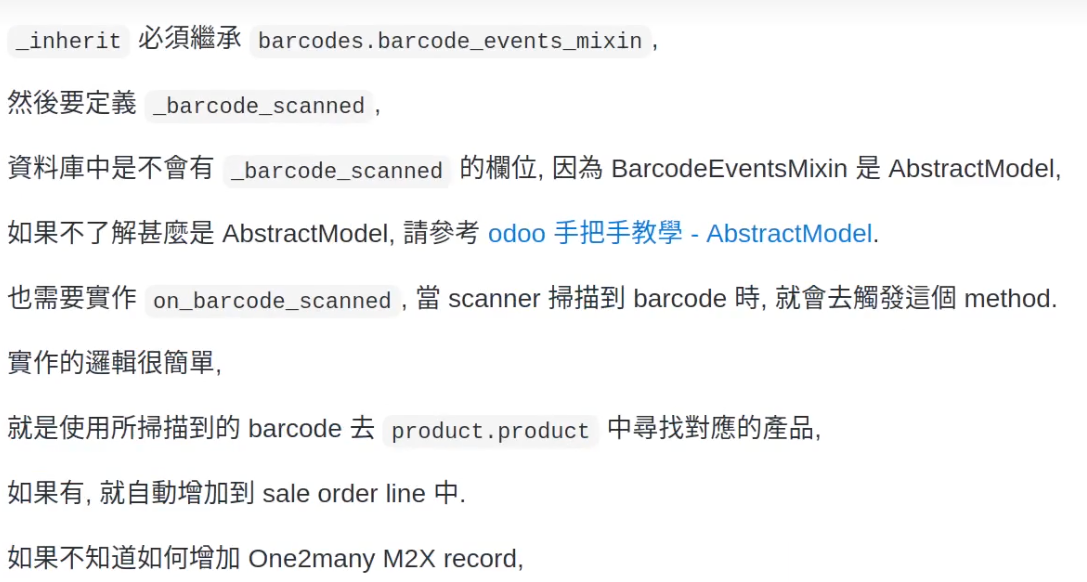 _inherit 必須繼承 barcodes.barcode_events_mixin,
然後要定義 _barcode_scanned,
資料庫中是不會有 _barcode_scanned 的欄位, 因為 BarcodeEventsMixin 是 AbstractModel,
如果不了解甚麼是 AbstractModel, 請參考 odoo 手把手教學 - AbstractModel.
也需要實作 on_barcode_scanned, 當 scanner 掃描到 barcode 時, 就會去觸發這個 method.
實作的邏輯很簡單,
就是使用所掃描到的 barcode 去 product.product 中尋找對應的產品,
如果有, 就自動增加到 sale order line 中.
如果不知道如何增加 One2many M2X record,